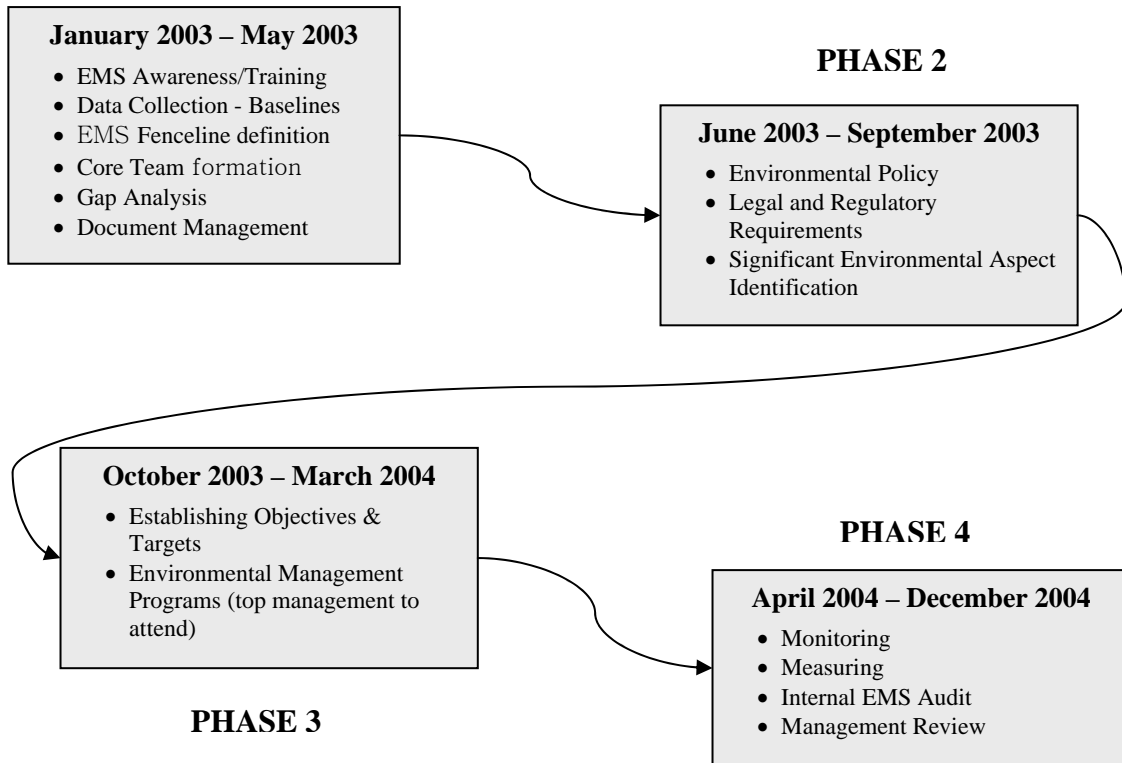 January 2003 – May 2003
• EMS Awareness/Training
• Data Collection - Baselines
• EMS Fenceline definition
• Core Team formation
• Gap Analysis
• Document Management
PHASE 2
June 2003 – September 2003
• Environmental Policy
• Legal and Regulatory
Requirements
• Significant Environmental Aspect
Identification
October 2003 – March 2004
• Establishing Objectives &
Targets
• Environmental Management
Programs (top management to
attend)
PHASE 3
PHASE 4
April 2004 – December 2004
• Monitoring
• Measuring
• Internal EMS Audit
• Management Review